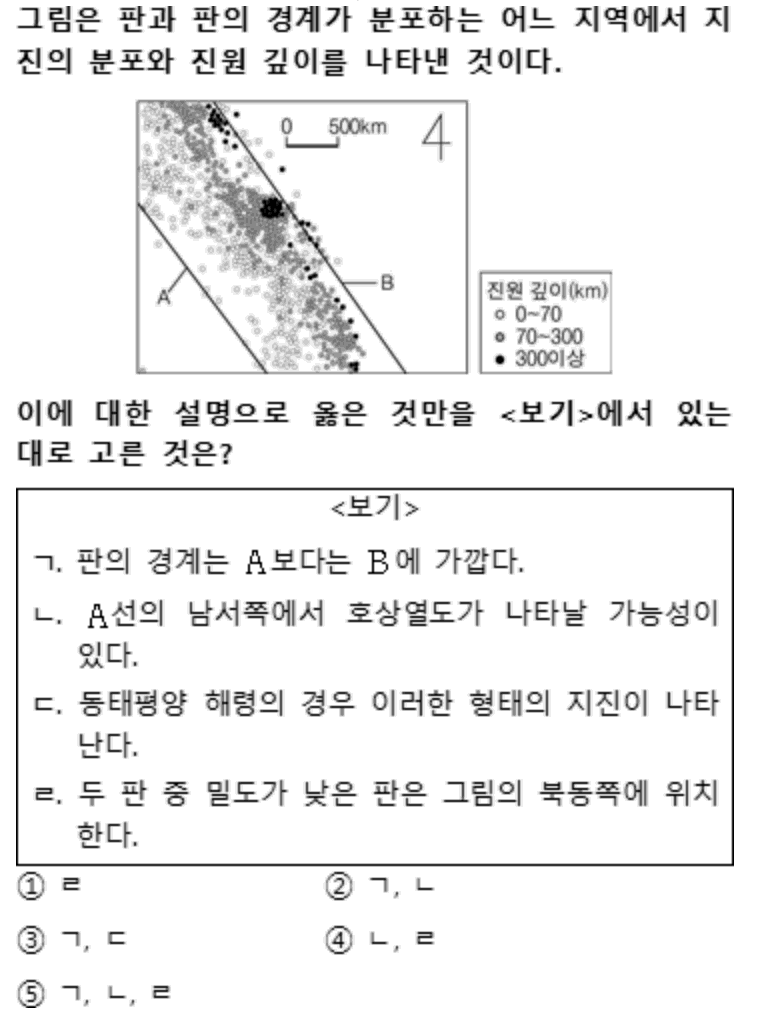 그림은 판과 판의 경계가 분포하는 어느 지역에서 지
진의 분포와 진원 깊이를 나타낸 것이다.
0 500km
4
B
A
진원 깊이(km)
0~70
70~300
300이상
이에 대한 설명으로 옳은 것만을 <보기>에서 있는
대로 고른 것은?
<보기>
ㄱ. 판의 경계는 A보다는 B에 가깝다.
ㄴ. A선의 남서쪽에서 호상열도가 나타날 가능성이
있다.
ㄷ. 동태평양 해령의 경우 이러한 형태의 지진이 나타
난다.
ㄹ. 두 판 중 밀도가 낮은 판은 그림의 북동쪽에 위치
한다.
① ㄹ ② ㄱ, ㄴ
③ ㄱ, ㄷ ④ ㄴ, ㄹ
⑤ ㄱ, ㄴ, ㄹ